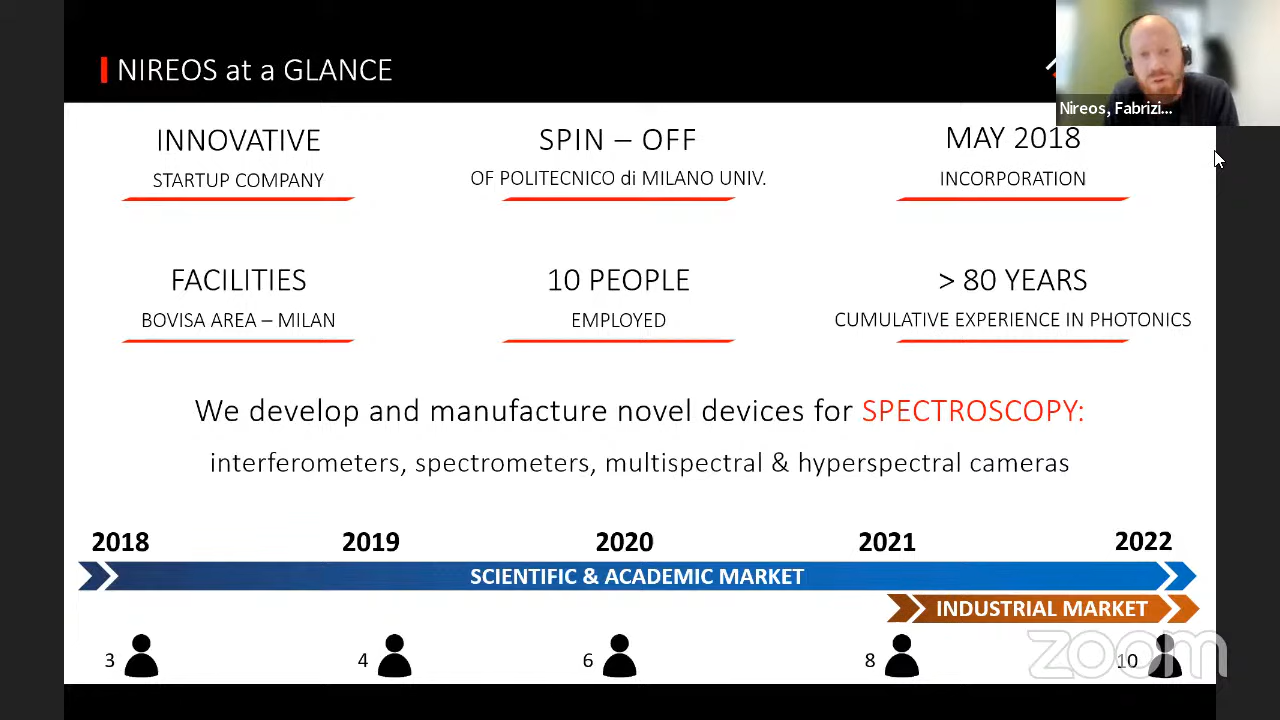 NIREOS at a GLANCE
Nireos, Fabrizi...
INNOVATIVE
STARTUP COMPANY
SPIN – OFF
OF POLITECNICO di MILANO UNIV.
MAY 2018
INCORPORATION
FACILITIES
BOVISA AREA – MILAN
10 PEOPLE
EMPLOYED
> 80 YEARS
CUMULATIVE EXPERIENCE IN PHOTONICS
We develop and manufacture novel devices for SPECTROSCOPY:
interferometers, spectrometers, multispectral & hyperspectral cameras
2018 2019 2020 2021 2022
SCIENTIFIC & ACADEMIC MARKET
INDUSTRIAL MARKET
3 4 6 8 10
zoom